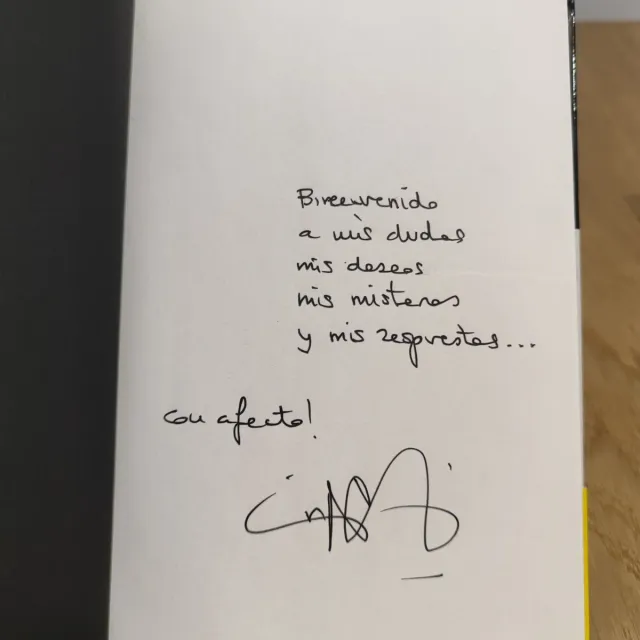 Bienvenido
a mis dudas
mis deseos
mis misterios
y mis respuestas...
con afecto!